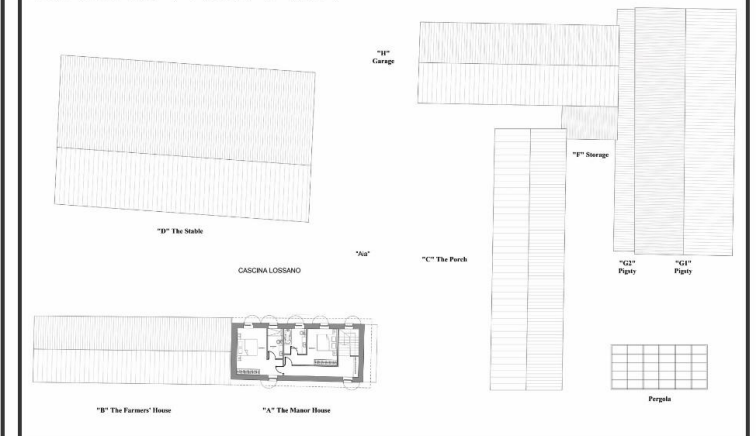 "H"
Garage
"F" Storage
"D" The Stable
"Aia"
"C" The Porch
"G2"
Pigsty
"G1"
Pigsty
CASCINA LOSSANO
Pergola
"B" The Farmers' House
"A" The Manor House